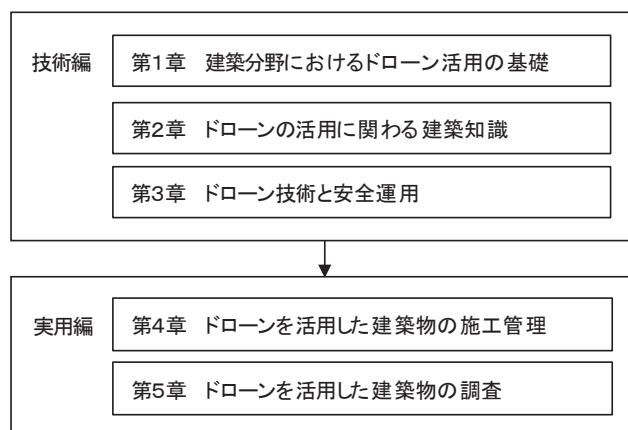 技術編
第1章 建築分野におけるドローン活用の基礎
第2章 ドローンの活用に関わる建築知識
第3章 ドローン技術と安全運用
実用編
第4章 ドローンを活用した建築物の施工管理
第5章 ドローンを活用した建築物の調査